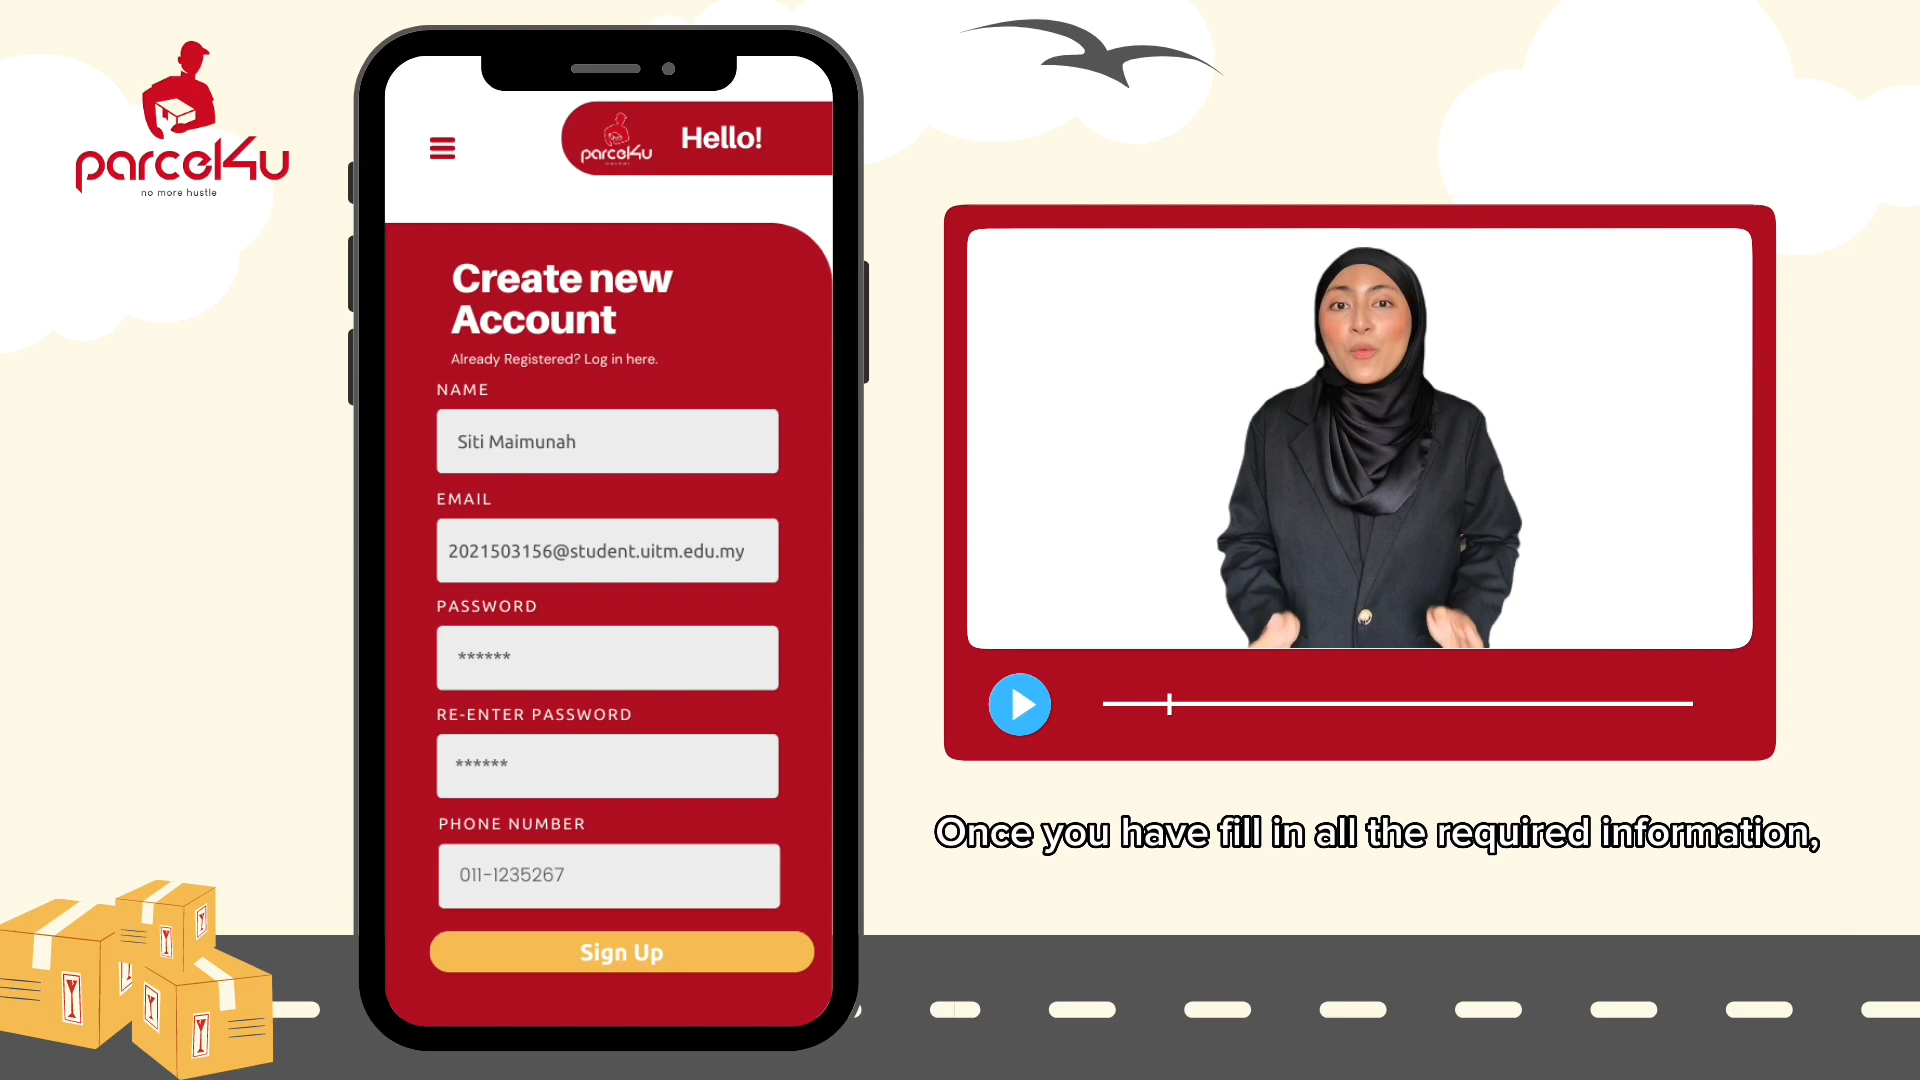 parcel4u
no more hustle
parcel4u
Hello!
Create new
Account
Already Registered? Log in here.
NAME
Siti Maimunah
EMAIL
2021503156@student.uitm.edu.my
PASSWORD
******
RE-ENTER PASSWORD
******
PHONE NUMBER
011-1235267
Sign Up
Once you have fill in all the required information,